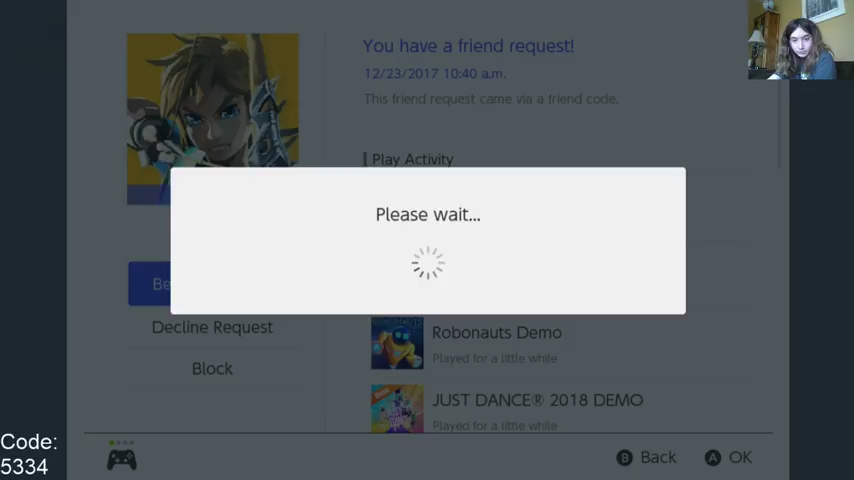 You have a friend request!
12/23/2017 10:40 a.m.
This friend request came via a friend code.
Play Activity
Please wait...
Be
Decline Request
Block
Robonauts Demo
Played for a little while
JUST DANCE® 2018 DEMO
Played for a little while
Code:
5334
B Back
A OK